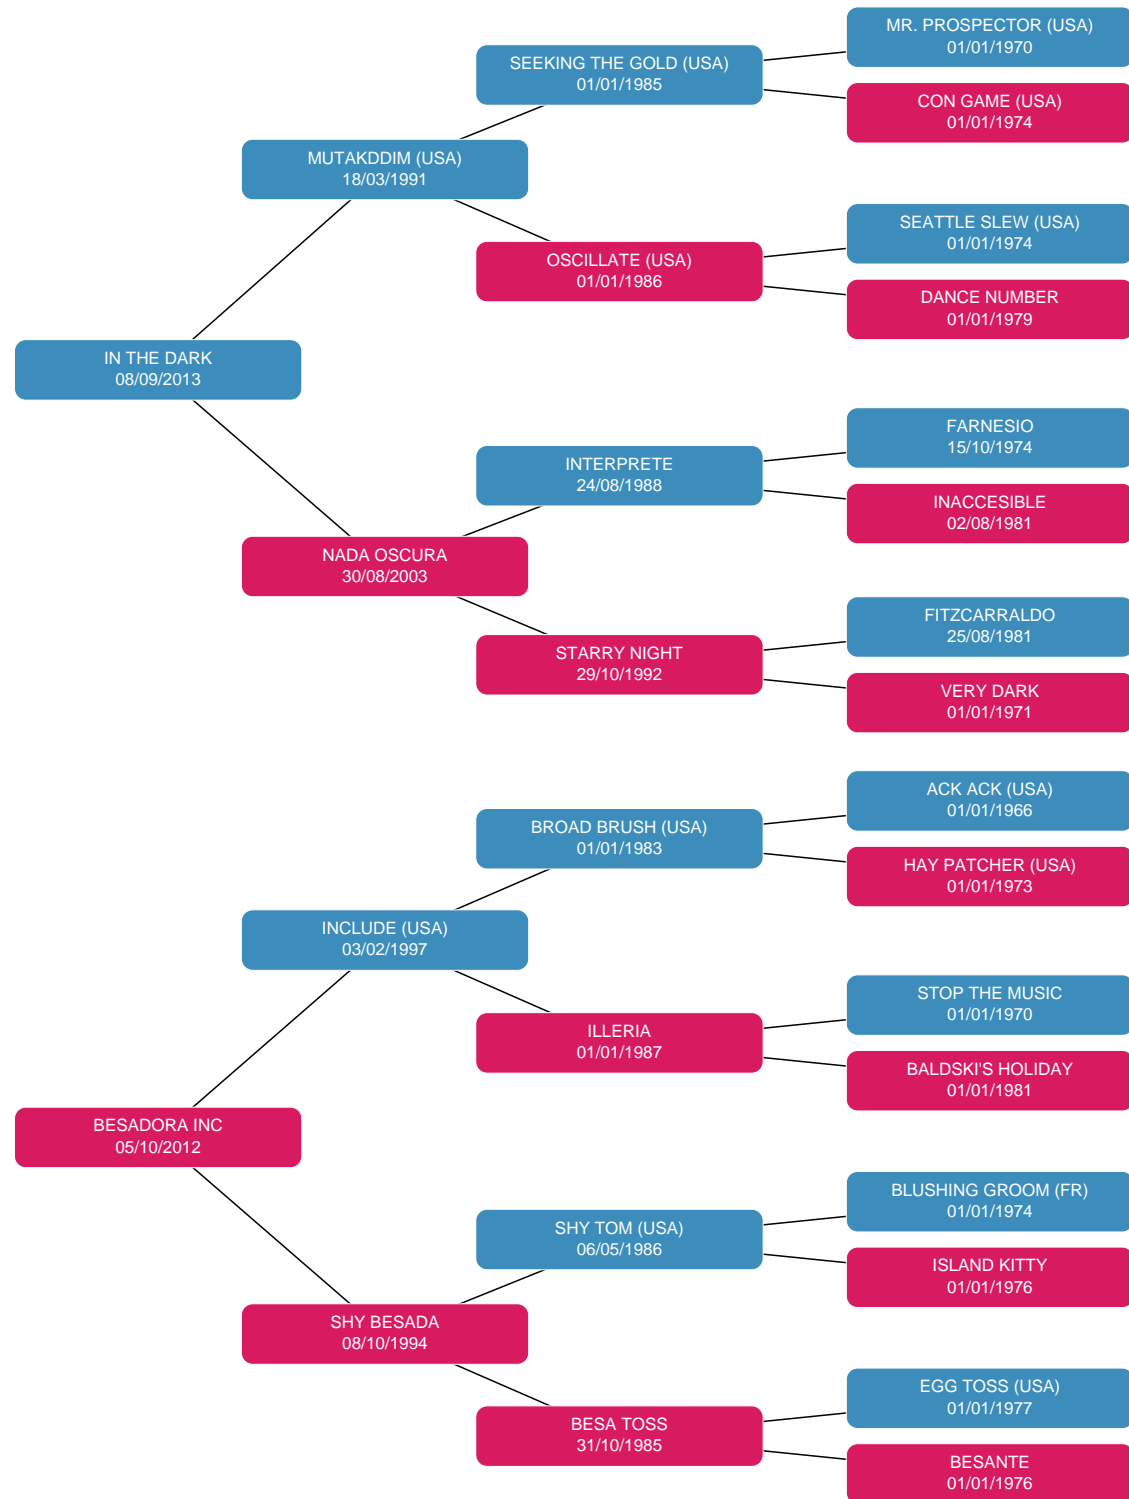 MR. PROSPECTOR (USA)
01/01/1970
SEEKING THE GOLD (USA)
01/01/1985
CON GAME (USA)
01/01/1974
MUTAKDDIM (USA)
18/03/1991
SEATTLE SLEW (USA)
01/01/1974
OSCILLATE (USA)
01/01/1986
DANCE NUMBER
01/01/1979
IN THE DARK
08/09/2013
FARNESIO
15/10/1974
INTERPRETE
24/08/1988
INACCESIBLE
02/08/1981
NADA OSCURA
30/08/2003
FITZCARRALDO
25/08/1981
STARRY NIGHT
29/10/1992
VERY DARK
01/01/1971
ACK ACK (USA)
01/01/1966
BROAD BRUSH (USA)
01/01/1983
HAY PATCHER (USA)
01/01/1973
INCLUDE (USA)
03/02/1997
STOP THE MUSIC
01/01/1970
ILLERIA
01/01/1987
BALDSKI'S HOLIDAY
01/01/1981
BESADORA INC
05/10/2012
BLUSHING GROOM (FR)
01/01/1974
SHY TOM (USA)
06/05/1986
ISLAND KITTY
01/01/1976
SHY BESADA
08/10/1994
EGG TOSS (USA)
01/01/1977
BESA TOSS
31/10/1985
BESANTE
01/01/1976